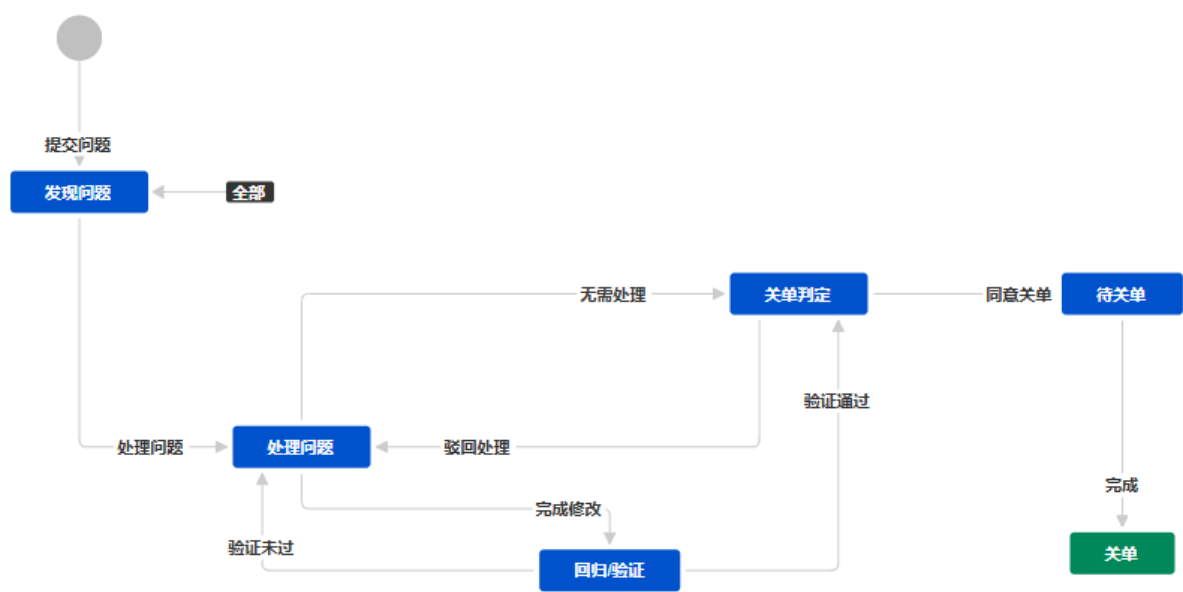 提交问题
发现问题
全部
无需处理
关单判定
同意关单
待关单
验证通过
处理问题
处理问题
驳回处理
完成
完成修改
验证未过
关单
回归/验证